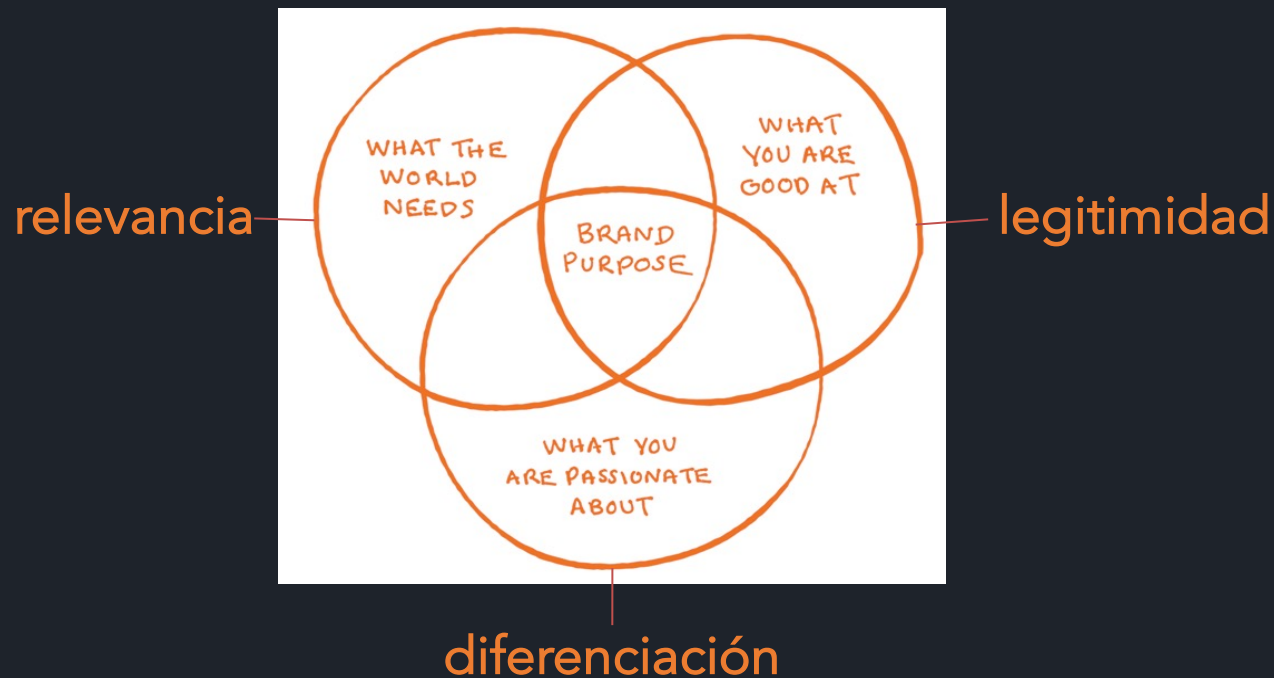 WHAT THE
WORLD
NEEDS
WHAT
YOU ARE
GOOD AT
relevancia
legitimidad
BRAND
PURPOSE
WHAT YOU
ARE PASSIONATE
ABOUT
diferenciación